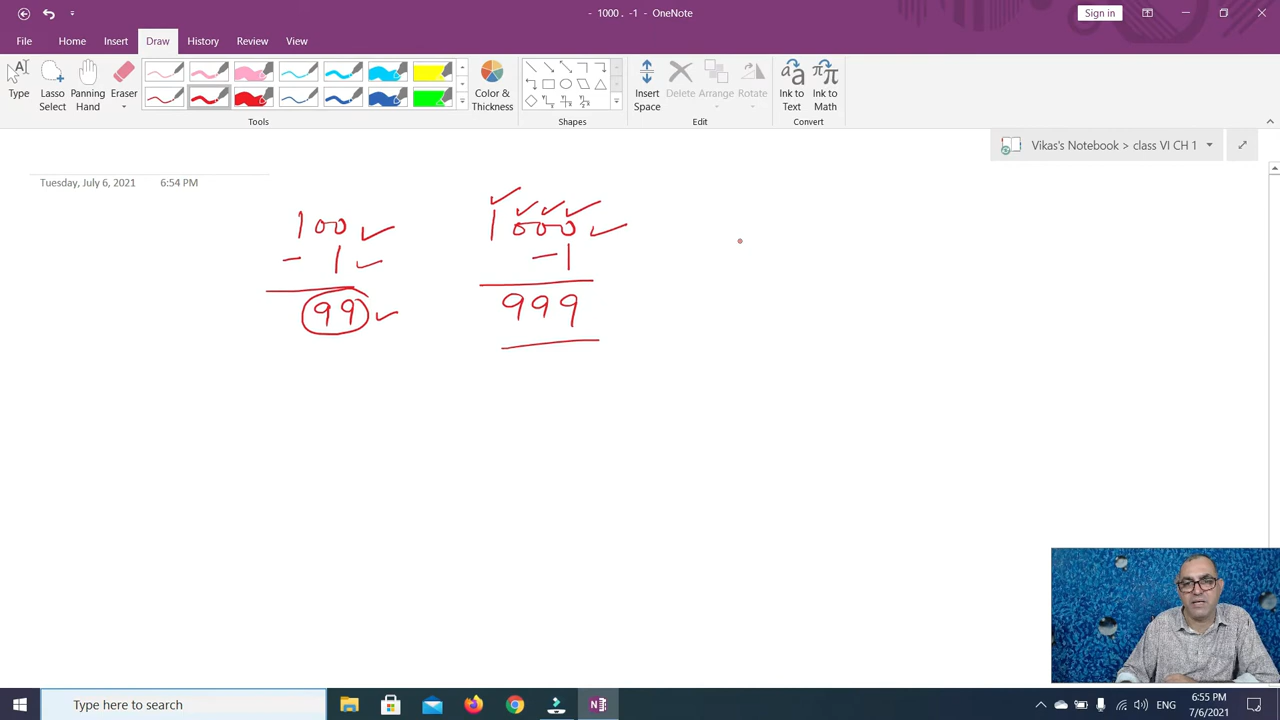 - 1000. -1 - OneNote
Sign in
File Home Insert Draw History Review View
Type
Lasso Select
Panning Hand
Eraser
Color & Thickness
Insert Space
Delete
Arrange
Rotate
Ink to Text
Ink to Math
Tools
Shapes
Edit
Convert
Vikas's Notebook > class VI CH 1
Tuesday, July 6, 2021 6:54 PM
100
- 1
99
1000
-1
999
Type here to search
ENG
6:55 PM
7/6/2021